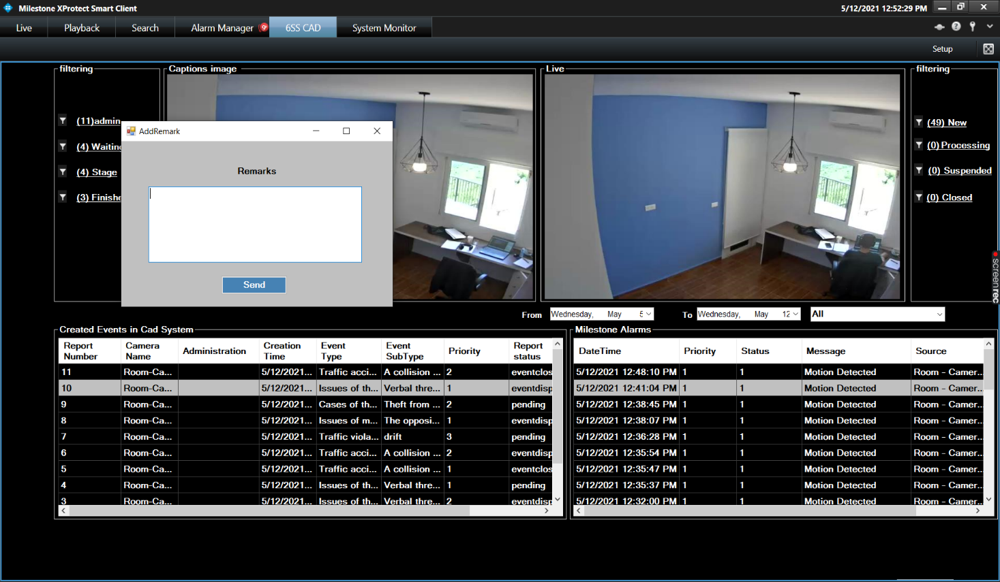 Milestone XProtect Smart Client
5/12/2021 12:52:29 PM
Live Playback Search Alarm Manager 9+ 6SS CAD System Monitor
Setup
filtering
(11)admin
(4) Waiting
(4) Stage
(3) Finishe
Captions image
Live
filtering
(49) New
(0) Processing
(0) Suspended
(0) Closed
AddRemark
Remarks
Send
screenrec
From Wednesday, May 5 To Wednesday, May 12 All
Created Events in Cad System
Report Number Camera Name Administration Creation Time Event Type Event SubType Priority Report status
11 Room-Ca... 5/12/2021... Traffic acci... A collision ... 2 eventclos
10 Room-Ca... 5/12/2021... Issues of th... Verbal thre... 1 eventdisp
9 Room-Ca... 5/12/2021... Cases of th... Theft from ... 2 pending
8 Room-Ca... 5/12/2021... Issues of m... The opposi... 1 eventdisp
7 Room-Ca... 5/12/2021... Traffic viola... drift 3 pending
6 Room-Ca... 5/12/2021... Traffic acci... A collision ... 2 eventdisp
5 Room-Ca... 5/12/2021... Traffic acci... A collision ... 1 eventclos
4 Room-Ca... 5/12/2021... Issues of th... Verbal thre... 1 pending
3 Room-Ca... 5/12/2021... Issues of th... Verbal thre... 2 eventdisp
Milestone Alarms
DateTime Priority Status Message Source
5/12/2021 12:48:10 PM 1 1 Motion Detected Room - Camer...
5/12/2021 12:41:04 PM 1 1 Motion Detected Room - Camer...
5/12/2021 12:38:45 PM 1 1 Motion Detected Room - Camer...
5/12/2021 12:38:07 PM 1 1 Motion Detected Room - Camer...
5/12/2021 12:36:28 PM 1 1 Motion Detected Room - Camer...
5/12/2021 12:35:54 PM 1 1 Motion Detected Room - Camer...
5/12/2021 12:35:47 PM 1 1 Motion Detected Room - Camer...
5/12/2021 12:35:37 PM 1 1 Motion Detected Room - Camer...
5/12/2021 12:32:00 PM 1 1 Motion Detected Room - Camer...